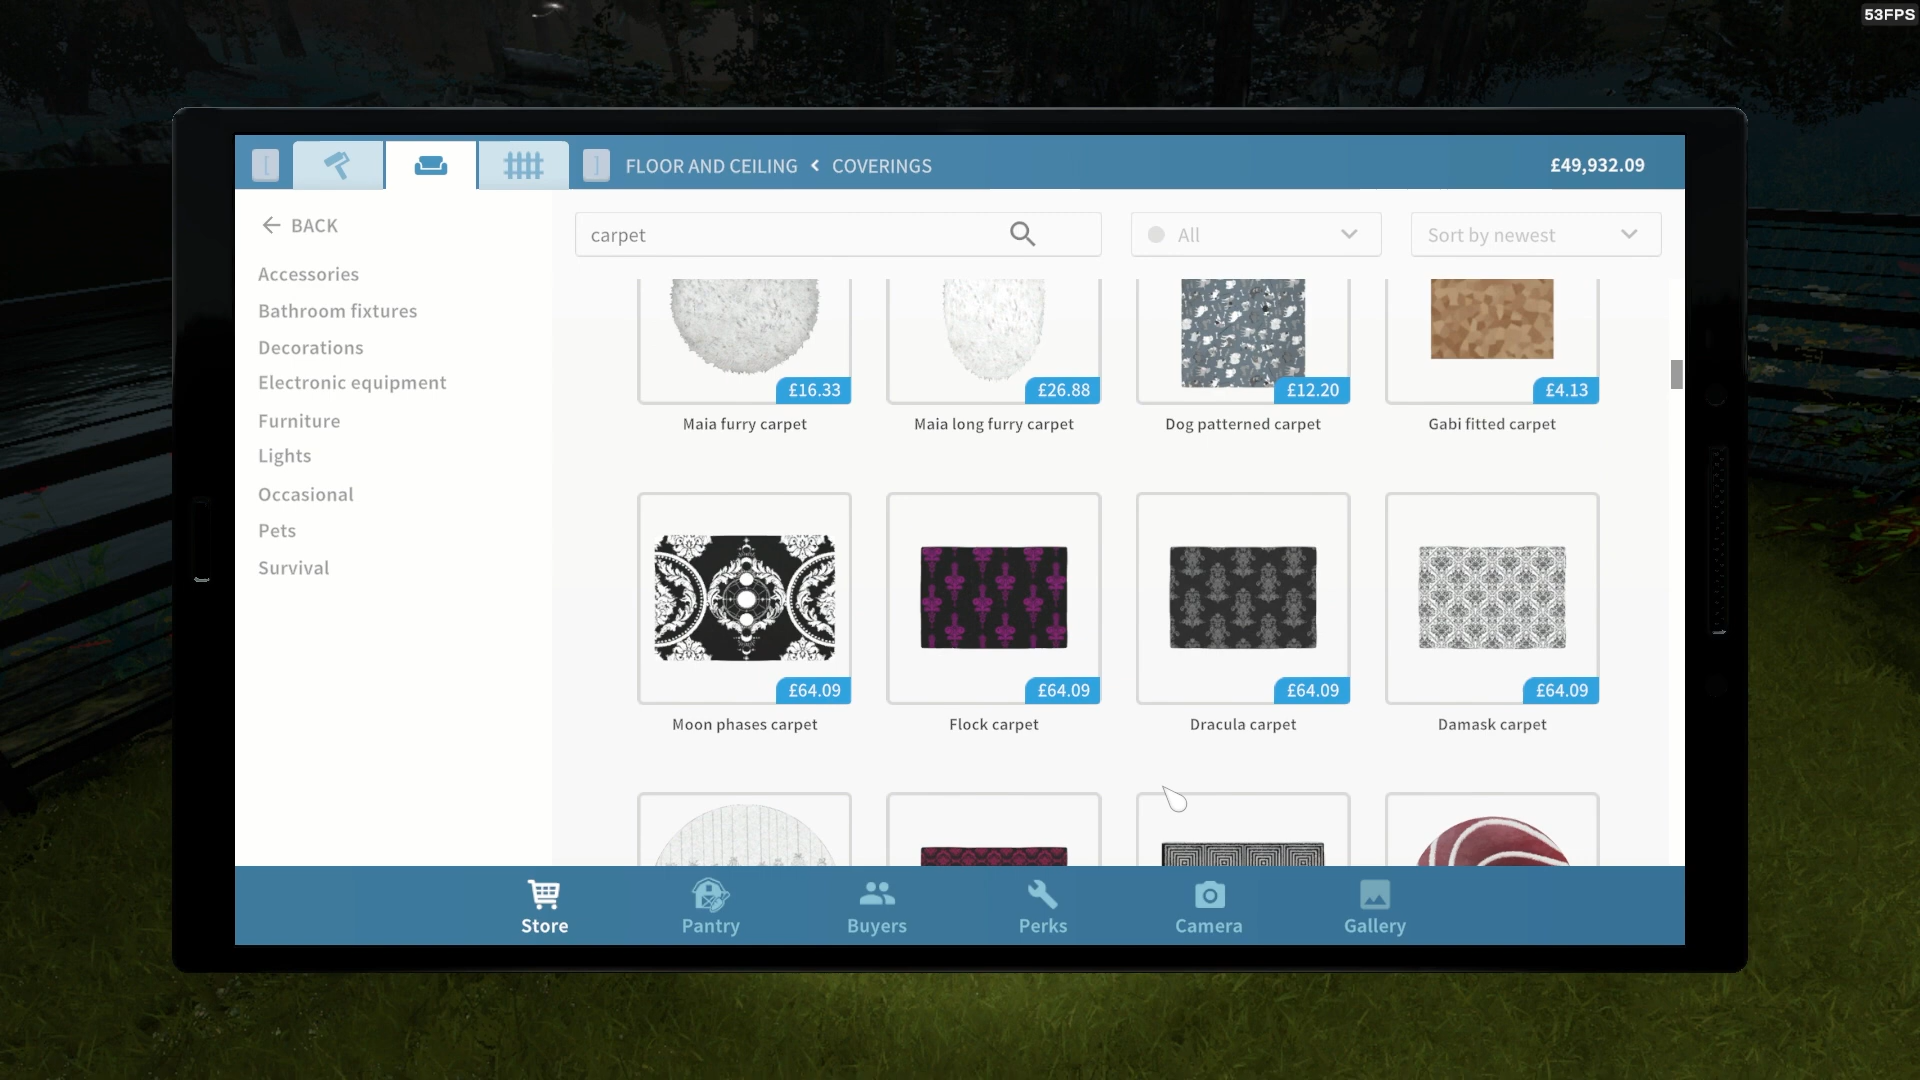 53FPS
[
]
FLOOR AND CEILING < COVERINGS
£49,932.09
BACK
Accessories
Bathroom fixtures
Decorations
Electronic equipment
Furniture
Lights
Occasional
Pets
Survival
carpet
All
Sort by newest
£16.33
£26.88
£12.20
£4.13
Maia furry carpet
Maia long furry carpet
Dog patterned carpet
Gabi fitted carpet
£64.09
£64.09
£64.09
£64.09
Moon phases carpet
Flock carpet
Dracula carpet
Damask carpet
Store
Pantry
Buyers
Perks
Camera
Gallery